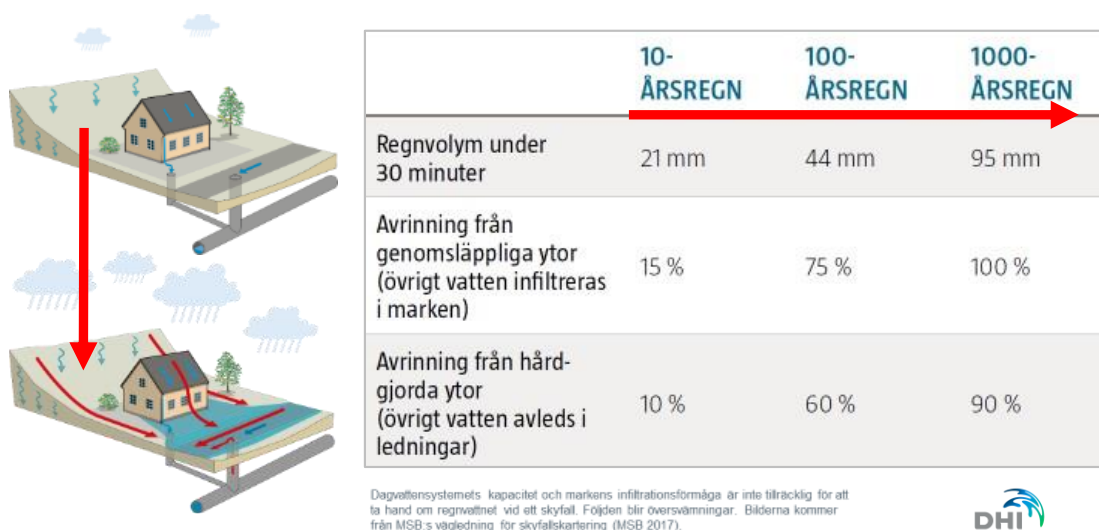 10-
ÅRSREGN
100-
ÅRSREGN
1000-
ÅRSREGN
Regnvolym under
30 minuter
21 mm
44 mm
95 mm
Avrinning från
genomsläppliga ytor
(övrigt vatten infiltreras
i marken)
15 %
75 %
100 %
Avrinning från hård-
gjorda ytor
(övrigt vatten avleds i
ledningar)
10 %
60 %
90 %
Dagvattensystemets kapacitet och markens infiltrationsförmåga är inte tillräcklig för att
ta hand om regnvattnet vid ett skyfall. Följden blir översvämningar. Bilderna kommer
från MSB:s vägledning för skyfallskartering (MSB 2017).
DHI